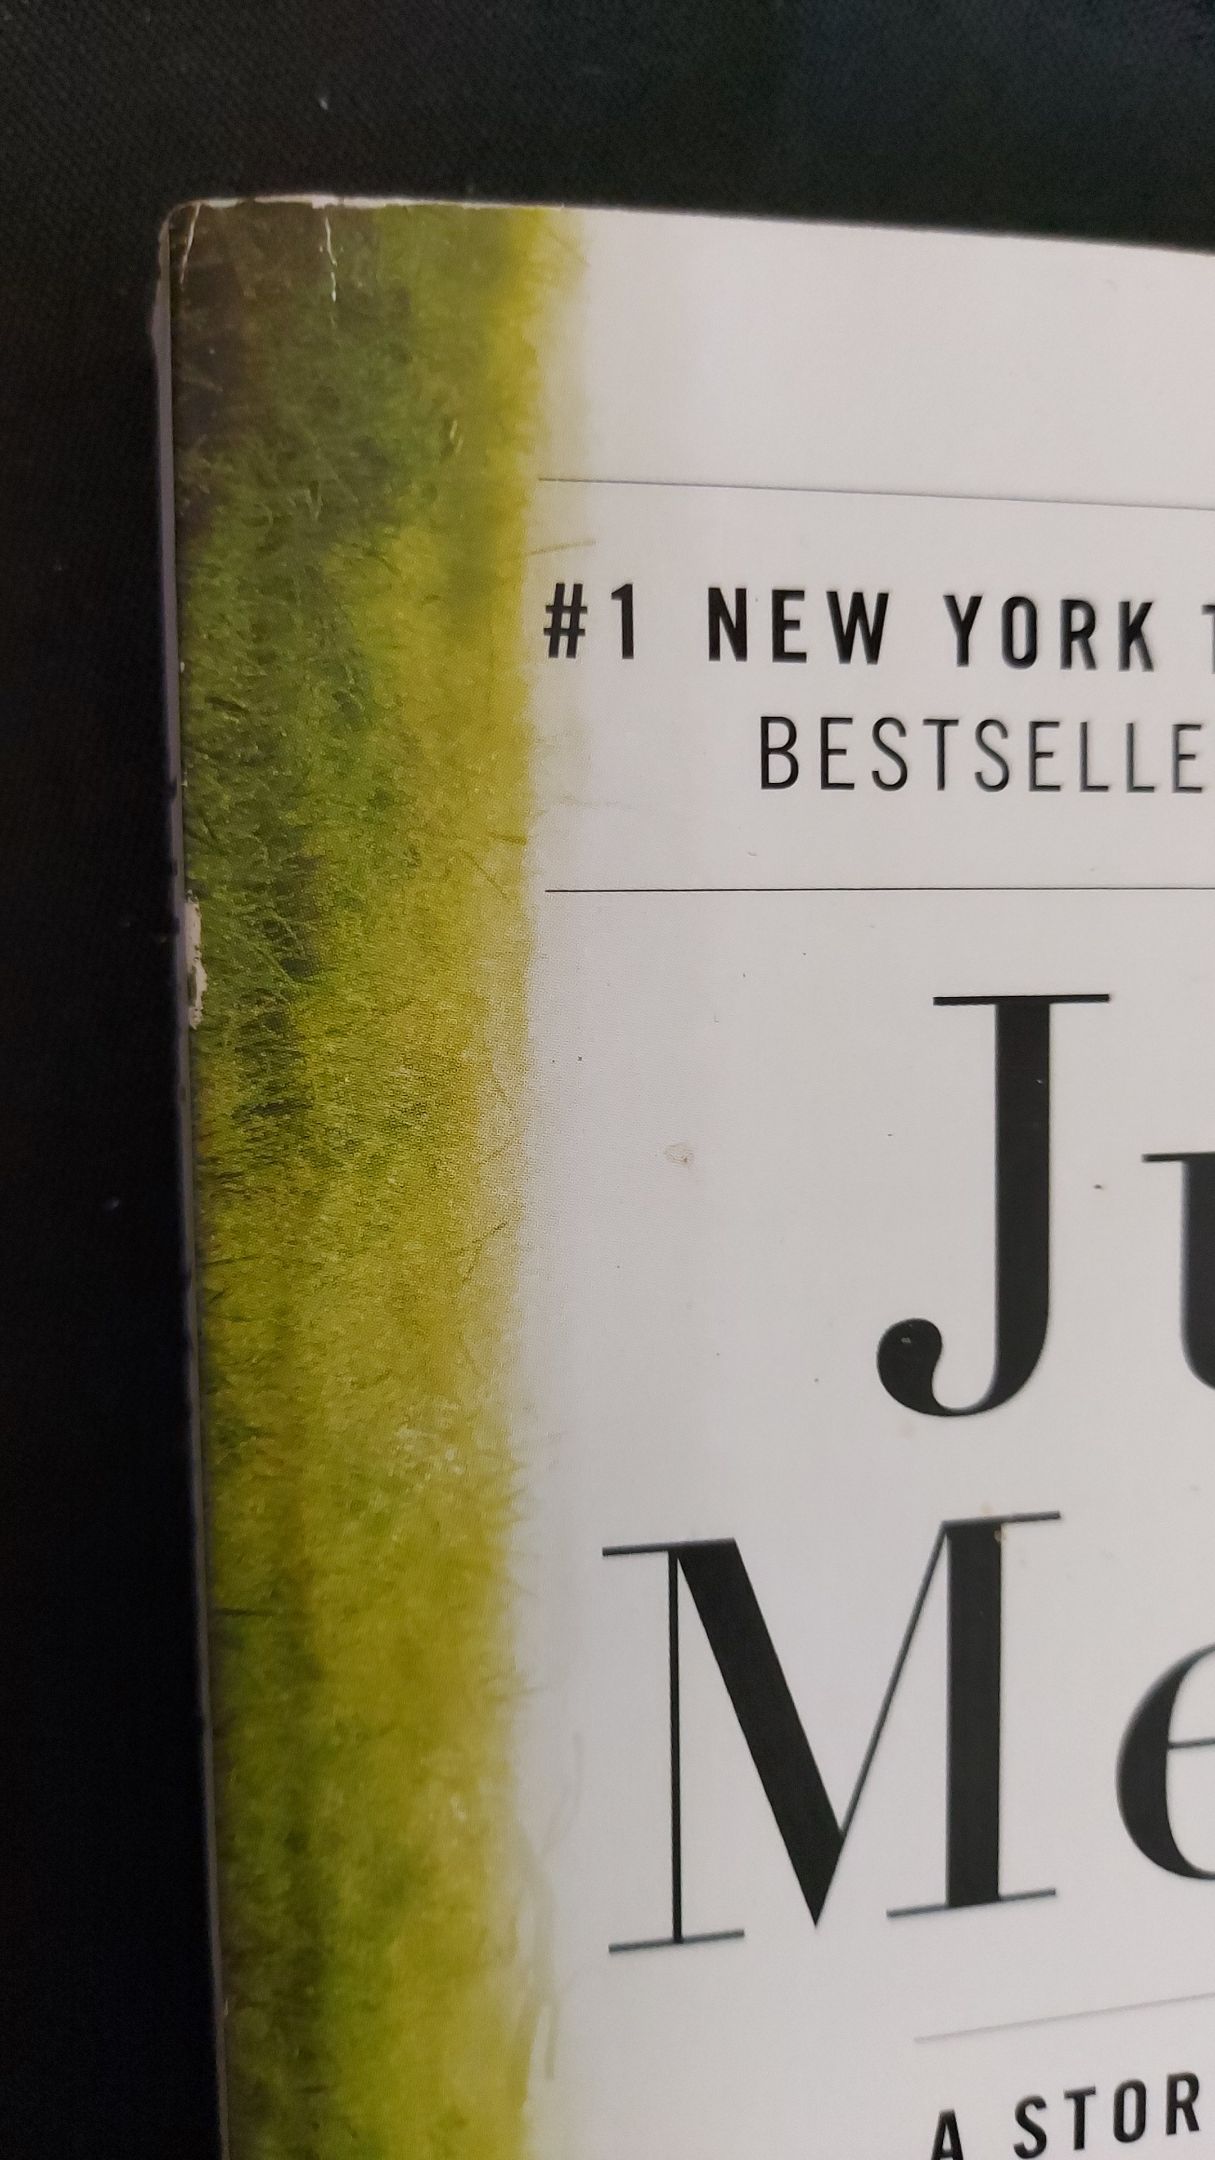 #1 NEW YORK
BESTSELLE
Ju
Me
A STOR